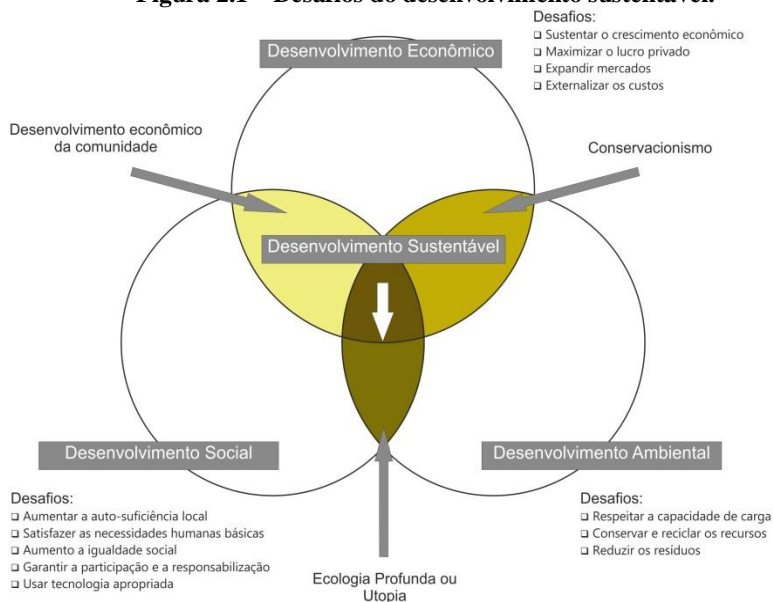 Figura 2.1 – Desafios do desenvolvimento sustentável.
Desafios:
❑ Sustentar o crescimento econômico
❑ Maximizar o lucro privado
❑ Expandir mercados
❑ Externalizar os custos
Desenvolvimento Econômico
Desenvolvimento econômico
da comunidade
Conservacionismo
Desenvolvimento Sustentável
Desenvolvimento Social
Desenvolvimento Ambiental
Desafios:
❑ Aumentar a auto-suficiência local
❑ Satisfazer as necessidades humanas básicas
❑ Aumento a igualdade social
❑ Garantir a participação e a responsabilização
❑ Usar tecnologia apropriada
Desafios:
❑ Respeitar a capacidade de carga
❑ Conservar e reciclar os recursos
❑ Reduzir os resíduos
Ecologia Profunda ou
Utopia